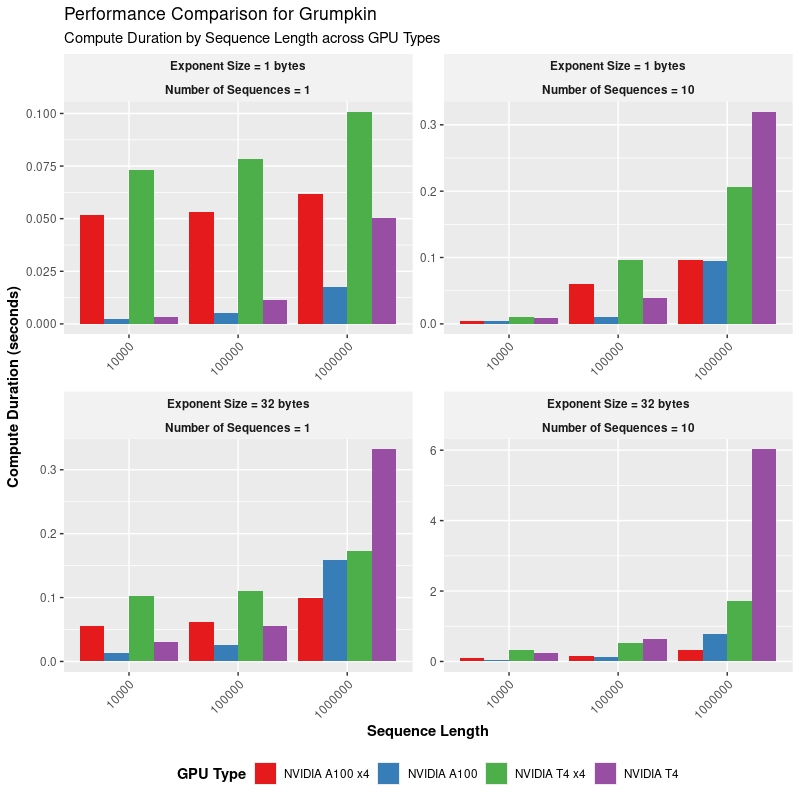 Performance Comparison for Grumpkin
Compute Duration by Sequence Length across GPU Types
Exponent Size = 1 bytes
Number of Sequences = 1
Exponent Size = 1 bytes
Number of Sequences = 10
0.100
0.075
0.050
0.025
0.000
0.3
0.2
0.1
0.0
10000
100000
1000000
10000
100000
1000000
Compute Duration (seconds)
Exponent Size = 32 bytes
Number of Sequences = 1
Exponent Size = 32 bytes
Number of Sequences = 10
0.3
0.2
0.1
0.0
6
4
2
0
10000
100000
1000000
10000
100000
1000000
Sequence Length
GPU Type NVIDIA A100 x4 NVIDIA A100 NVIDIA T4 x4 NVIDIA T4